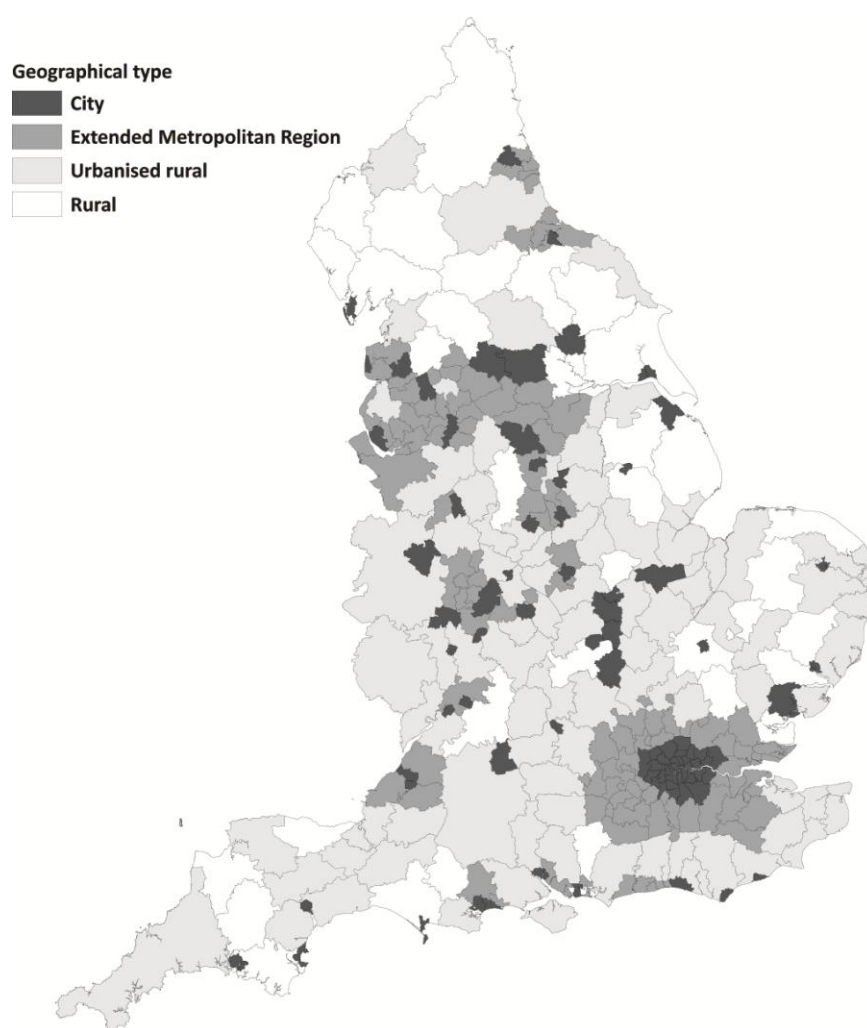 Geographical type
City
Extended Metropolitan Region
Urbanised rural
Rural